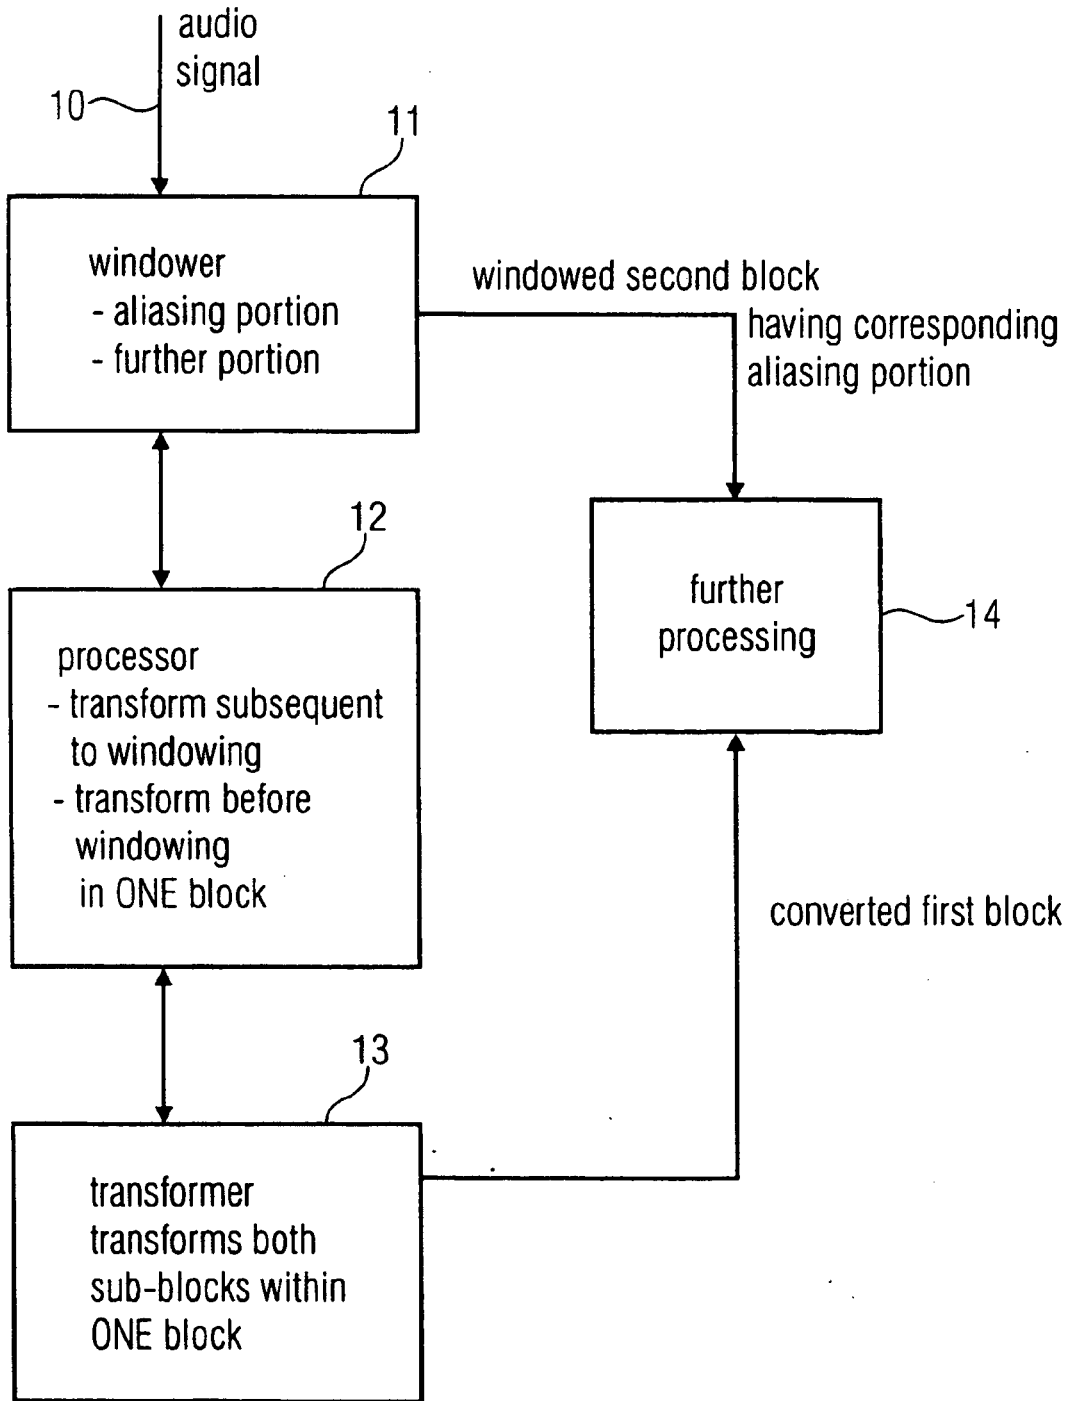 audio
signal
10
11
windower
- aliasing portion
- further portion
windowed second block
having corresponding
aliasing portion
12
processor
- transform subsequent
to windowing
- transform before
windowing
in ONE block
further
processing
14
converted first block
13
transformer
transforms both
sub-blocks within
ONE block